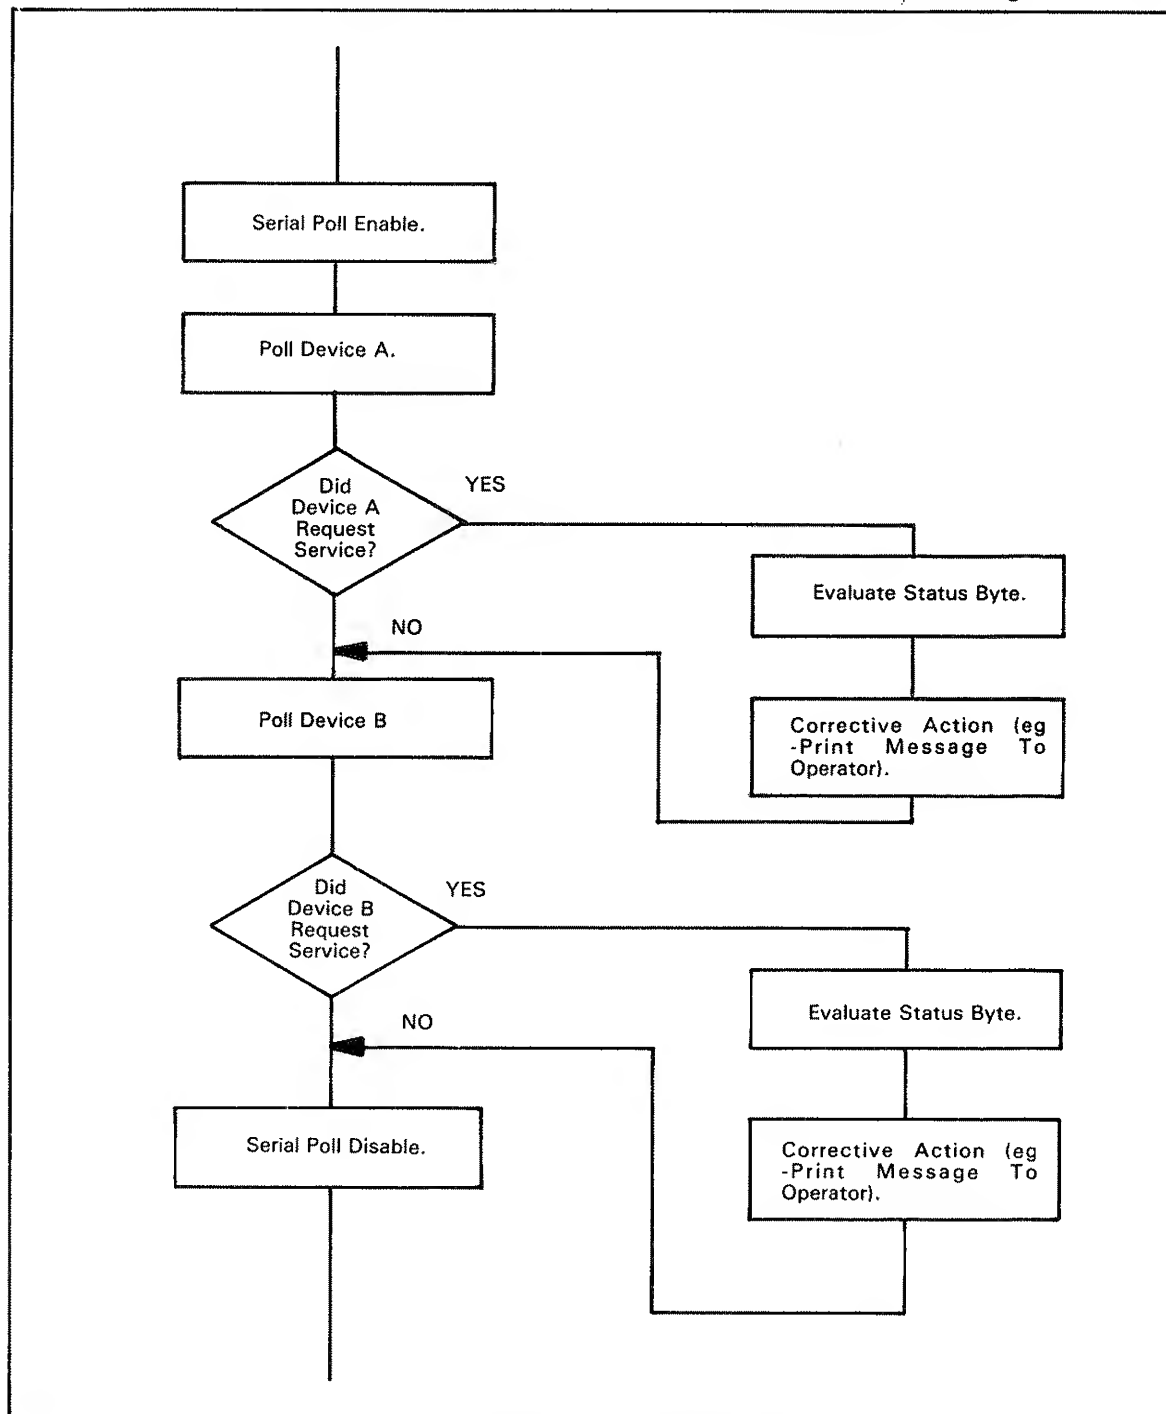 Serial Poll Enable.
Poll Device A.
Did
Device A
Request
Service?
YES
Evaluate Status Byte.
NO
Corrective Action (eg
-Print Message To
Operator).
Poll Device B
Did
Device B
Request
Service?
YES
Evaluate Status Byte.
NO
Corrective Action (eg
-Print Message To
Operator).
Serial Poll Disable.